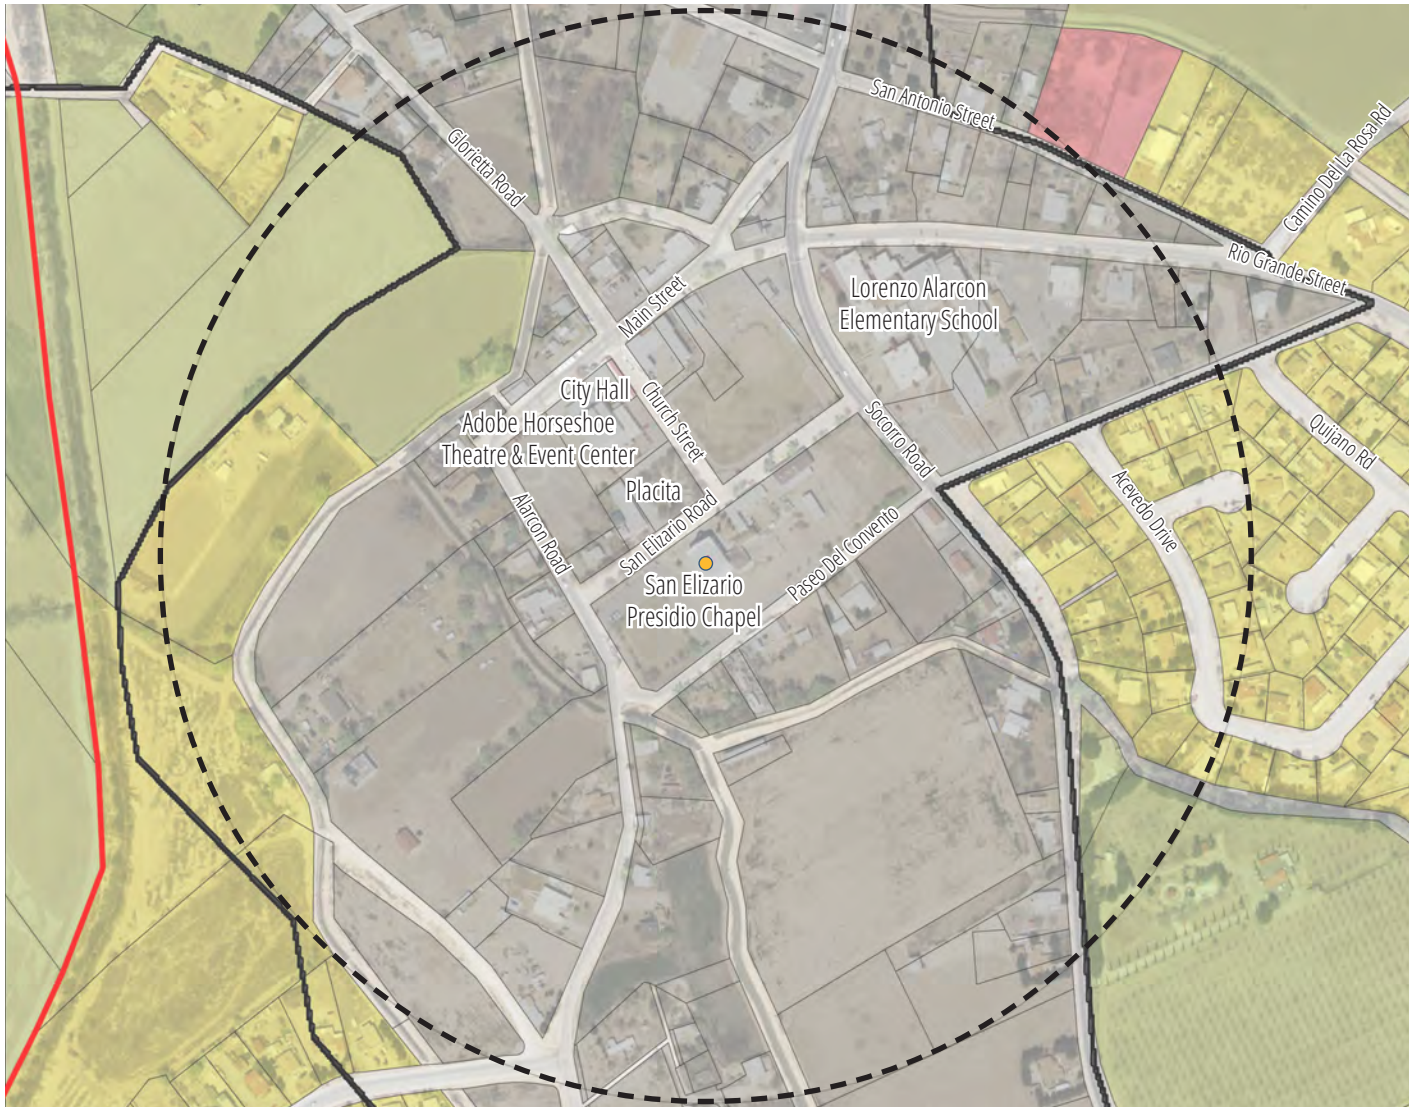 San Antonio Street
Camino Del La Rosa Rd
Glorietta Road
Rio Grande Street
Main Street
Lorenzo Alarcon
Elementary School
City Hall
Church Street
Adobe Horseshoe
Theatre & Event Center
Socorro Road
Quijano Rd
Placita
Acevedo Drive
Alarcon Road
San Elizario Road
Paseo Del Convento
San Elizario
Presidio Chapel